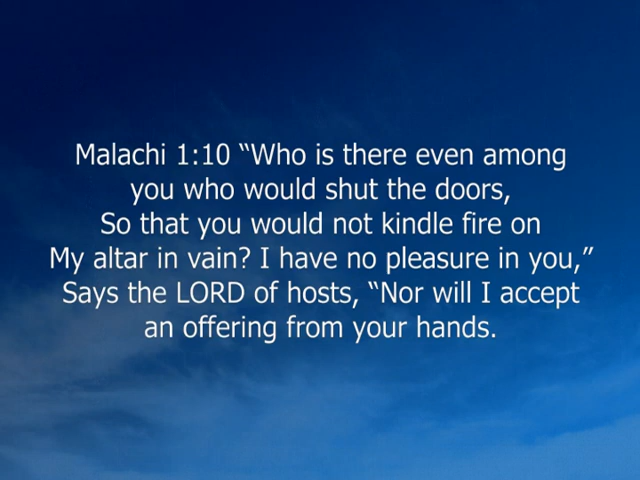 Malachi 1:10 “Who is there even among
you who would shut the doors,
So that you would not kindle fire on
My altar in vain? I have no pleasure in you,”
Says the LORD of hosts, “Nor will I accept
an offering from your hands.